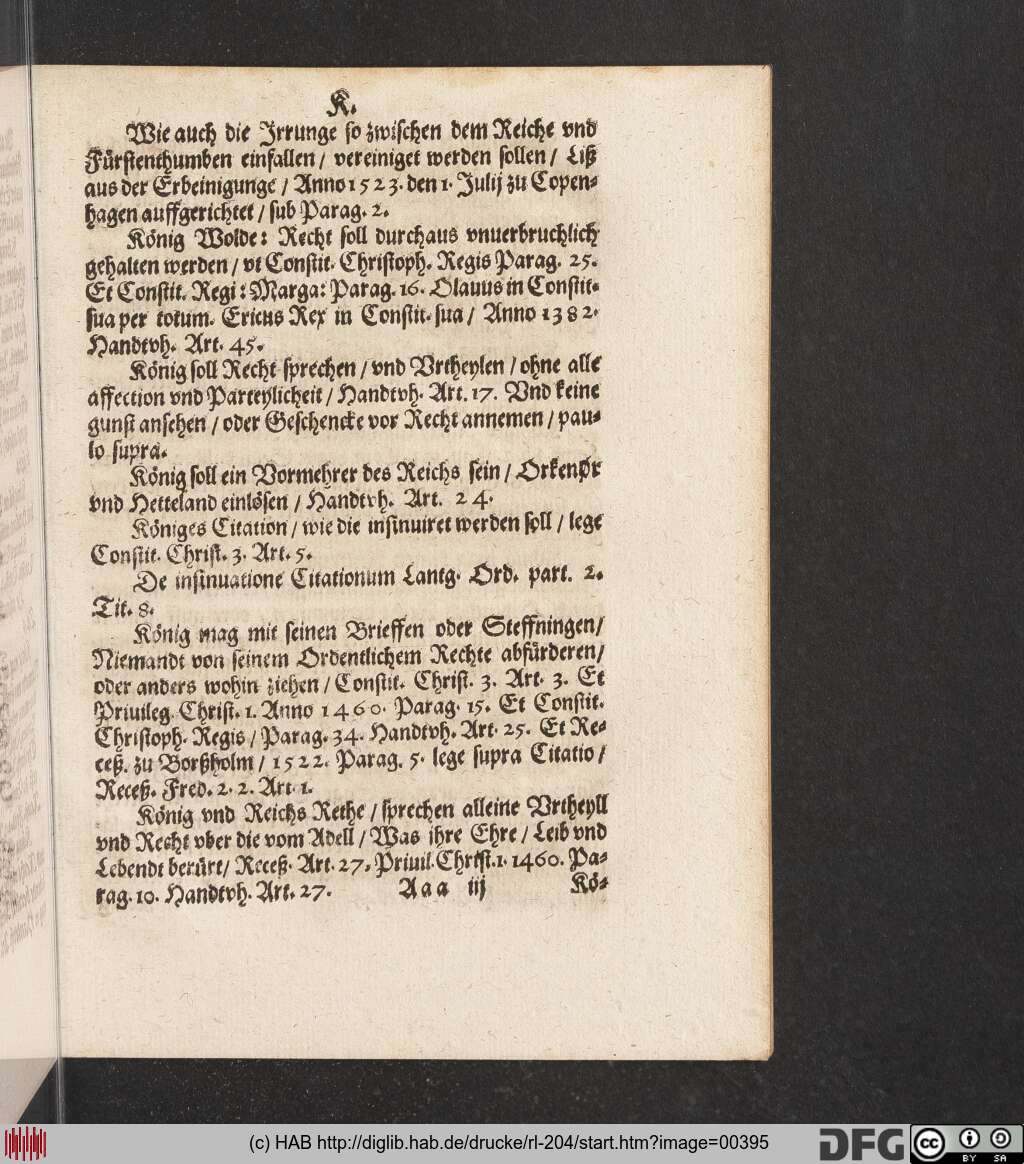 K.
Wie auch die Jrrunge so zwischen dem Reiche vnd
Fürstenthumben einfallen / vereiniget werden sollen / Liß
aus der Erbeinigunge / Anno 1523. den 1. Julij zu Copen-
hagen auffgerichtet / sub Parag. 2.
König Wolde: Recht soll durchaus vnuerbruchlich
gehalten werden / vt Constit. Christoph. Regis Parag. 25.
Et Constit. Regi: Marga: Parag. 16. Olauus in Constit.
sua per totum. Ericus Rex in Constit. sua / Anno 1382.
Handtvh. Art. 45.
König soll Recht sprechen / vnd Vrtheylen / ohne alle
affection vnd Parteylicheit / Handtvh. Art. 17. Vnd keine
gunst ansehen / oder Geschencke vor Recht annemen / pau-
lo supra.
König soll ein Vormehrer des Reichs sein / Orkenør
vnd Hetteland einlösen / Handtvh. Art. 24.
Königes Citation / wie die insinuiret werden soll / lege
Constit. Christ. 3. Art. 5.
De insinuatione Citationum Lantg. Ord. part. 2.
Tit. 8.
König mag mit seinen Brieffen oder Steffningen /
Niemandt von seinem Ordentlichem Rechte abfürderen /
oder anders wohin ziehen / Constit. Christ. 3. Art. 3. Et
Priuileg. Christ. 1. Anno 1460. Parag. 15. Et Constit.
Christoph. Regis / Parag. 34. Handtvh. Art. 25. Et Re-
ceß. zu Borßholm / 1522. Parag. 5. lege supra Citatio /
Receß. Fred. 2. 2. Art. 1.
König vnd Reichs Rethe / sprechen alleine Vrtheyll
vnd Recht vber die vom Adell / Was ihre Ehre / Leib vnd
Lebendt berürt / Receß. Art. 27. Priuil. Christ. 1. 1460. Pa-
rag. 10. Handtvh. Art. 27. Aaa iij Kö-
(c) HAB http://diglib.hab.de/drucke/rl-204/start.htm?image=00395
DFG cc BY SA